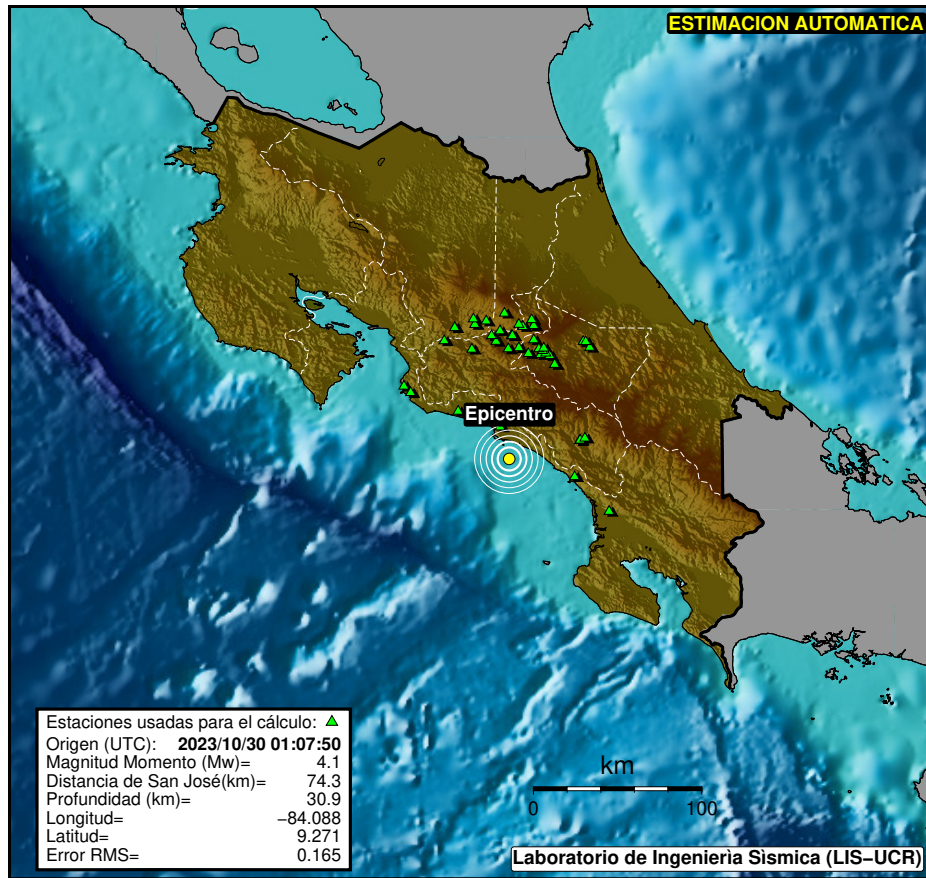 ESTIMACION AUTOMATICA
Epicentro
Estaciones usadas para el cálculo:
Origen (UTC): 2023/10/30 01:07:50
Magnitud Momento (Mw)= 4.1
Distancia de San José(km)= 74.3
Profundidad (km)= 30.9
Longitud= −84.088
Latitud= 9.271
Error RMS= 0.165
km
0 100
Laboratorio de Ingenierìa Sìsmica (LIS−UCR)